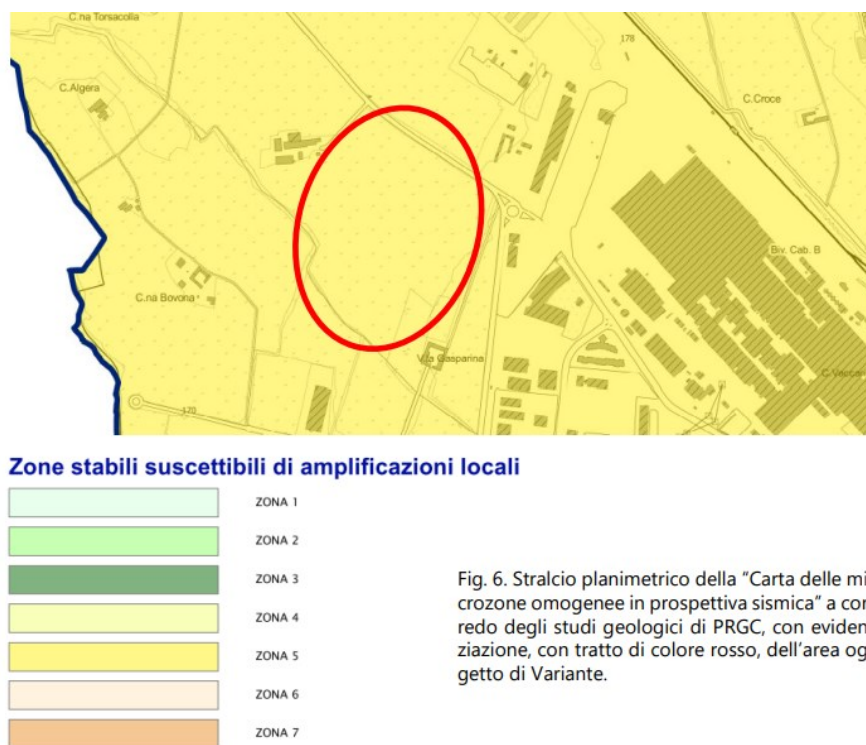 C.na Torsacolla
178
C.Algera
C.Croce
Biv. Cab. B
C.na Bovona
V.la Gasparina
C.Vecch
170
Zone stabili suscettibili di amplificazioni locali
ZONA 1
ZONA 2
ZONA 3
ZONA 4
ZONA 5
ZONA 6
ZONA 7
Fig. 6. Stralcio planimetrico della “Carta delle mi
crozone omogenee in prospettiva sismica” a cor
redo degli studi geologici di PRGC, con eviden
ziazione, con tratto di colore rosso, dell’area og
getto di Variante.